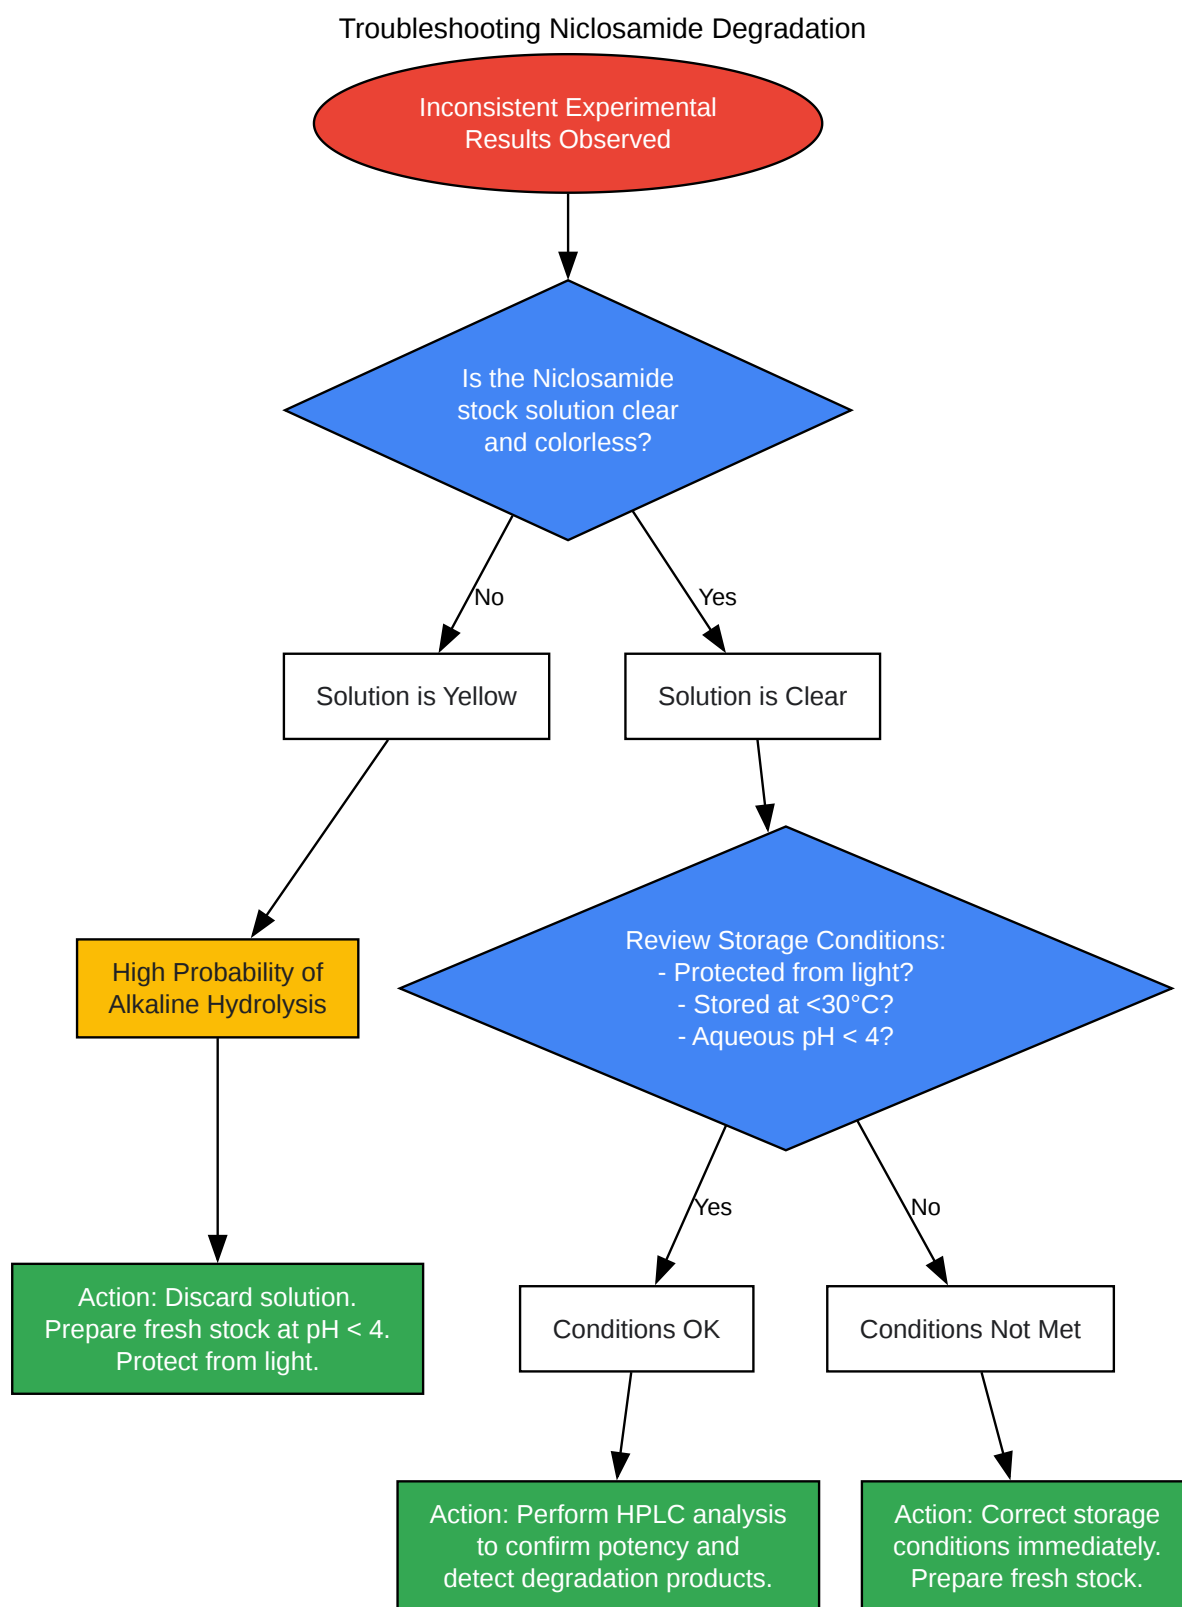 Troubleshooting Niclosamide Degradation
Inconsistent Experimental
Results Observed
Is the Niclosamide
stock solution clear
and colorless?
No
Yes
Solution is Yellow
Solution is Clear
High Probability of
Alkaline Hydrolysis
Review Storage Conditions:
- Protected from light?
- Stored at <30°C?
- Aqueous pH < 4?
Yes
No
Action: Discard solution.
Prepare fresh stock at pH < 4.
Protect from light.
Conditions OK
Conditions Not Met
Action: Perform HPLC analysis
to confirm potency and
detect degradation products.
Action: Correct storage
conditions immediately.
Prepare fresh stock.